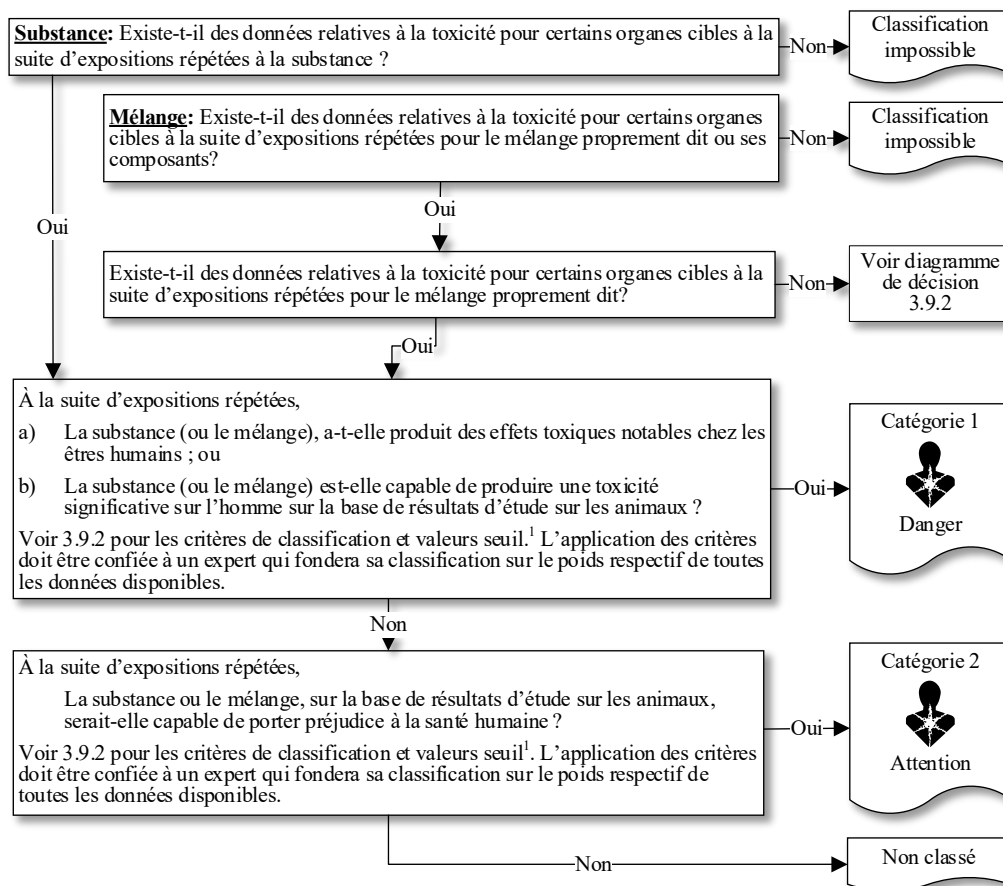 Substance: Existe-t-il des données relatives à la toxicité pour certains organes cibles à la
suite d'expositions répétées à la substance ?
Non
Classification
impossible
Mélange: Existe-t-il des données relatives à la toxicité pour certains organes
cibles à la suite d'expositions répétées pour le mélange proprement dit ou ses
composants?
Non
Classification
impossible
Oui
Oui
Existe-t-il des données relatives à la toxicité pour certains organes cibles à la
suite d'expositions répétées pour le mélange proprement dit?
Non
Voir diagramme
de décision
3.9.2
Oui
À la suite d'expositions répétées,
a) La substance (ou le mélange), a-t-elle produit des effets toxiques notables chez les
êtres humains ; ou
b) La substance (ou le mélange) est-elle capable de produire une toxicité
significative sur l'homme sur la base de résultats d'étude sur les animaux ?
Voir 3.9.2 pour les critères de classification et valeurs seuil.1 L'application des critères
doit être confiée à un expert qui fondera sa classification sur le poids respectif de toutes
les données disponibles.
Oui
Catégorie 1
Danger
Non
À la suite d'expositions répétées,
La substance ou le mélange, sur la base de résultats d'étude sur les animaux,
serait-elle capable de porter préjudice à la santé humaine ?
Voir 3.9.2 pour les critères de classification et valeurs seuil1. L'application des critères
doit être confiée à un expert qui fondera sa classification sur le poids respectif de
toutes les données disponibles.
Oui
Catégorie 2
Attention
Non
Non classé